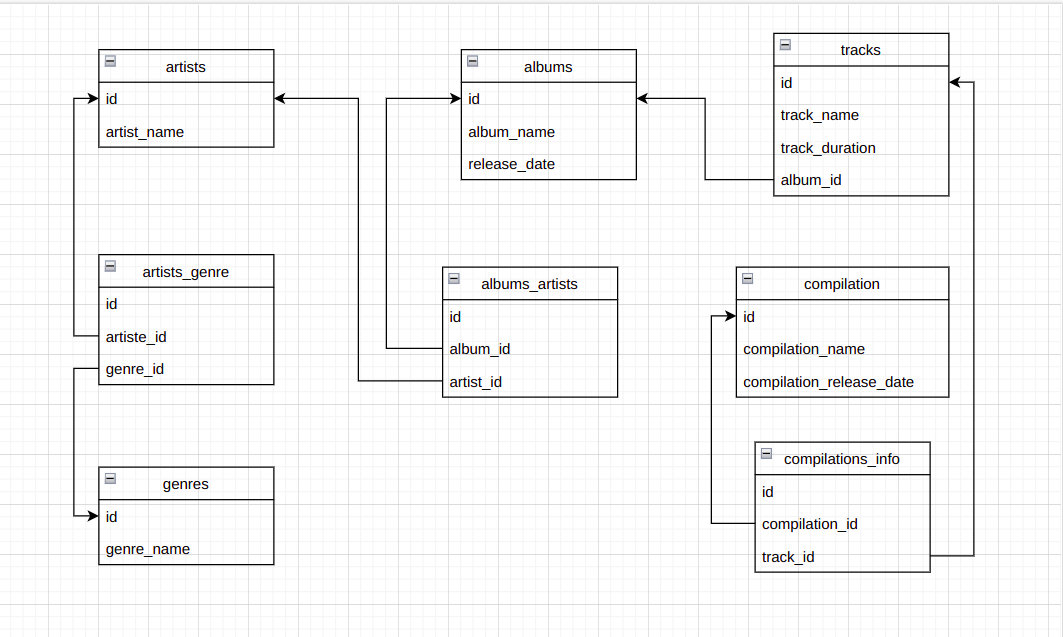 artists
id
artist_name
albums
id
album_name
release_date
tracks
id
track_name
track_duration
album_id
artists_genre
id
artiste_id
genre_id
albums_artists
id
album_id
artist_id
compilation
id
compilation_name
compilation_release_date
genres
id
genre_name
compilations_info
id
compilation_id
track_id